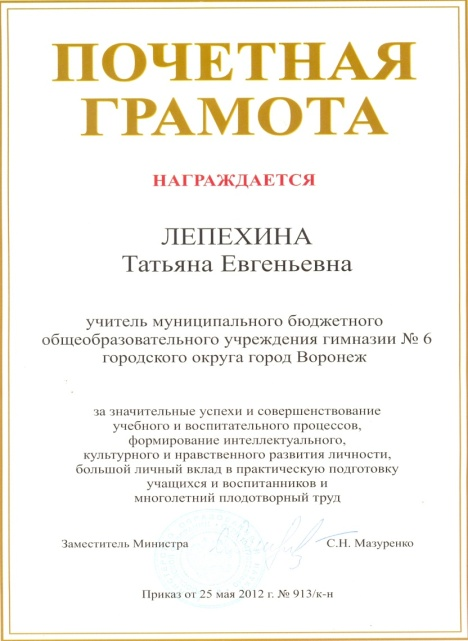 ПОЧЕТНАЯ
ГРАМОТА
НАГРАЖДАЕТСЯ
ЛЕПЕХИНА
Татьяна Евгеньевна
учитель муниципального бюджетного
общеобразовательного учреждения гимназии № 6
городского округа город Воронеж
за значительные успехи и совершенствование
учебного и воспитательного процессов,
формирование интеллектуального,
культурного и нравственного развития личности,
большой личный вклад в практическую подготовку
учащихся и воспитанников и
многолетний плодотворный труд
Заместитель Министра С.Н. Мазуренко
Приказ от 25 мая 2012 г. № 913/к-н